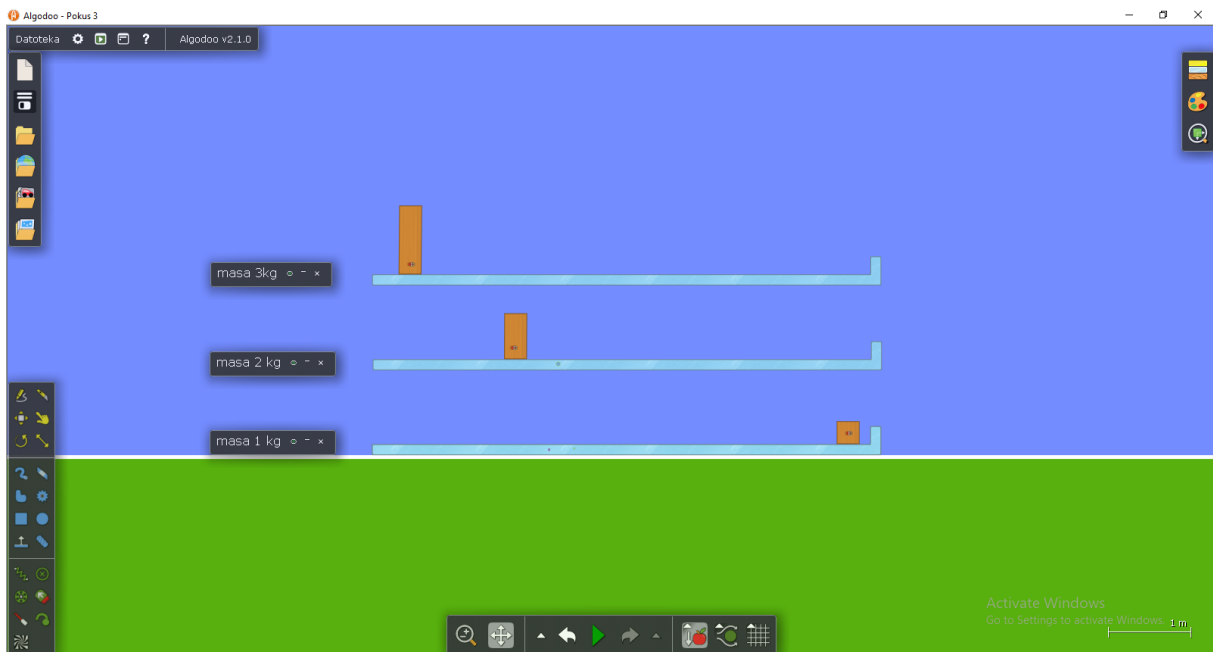 Algodoo - Pokus 3
Datoteka ? Algodoo v2.1.0
masa 3kg
masa 2 kg
masa 1 kg
Activate Windows
Go to Settings to activate Windows.
1 m